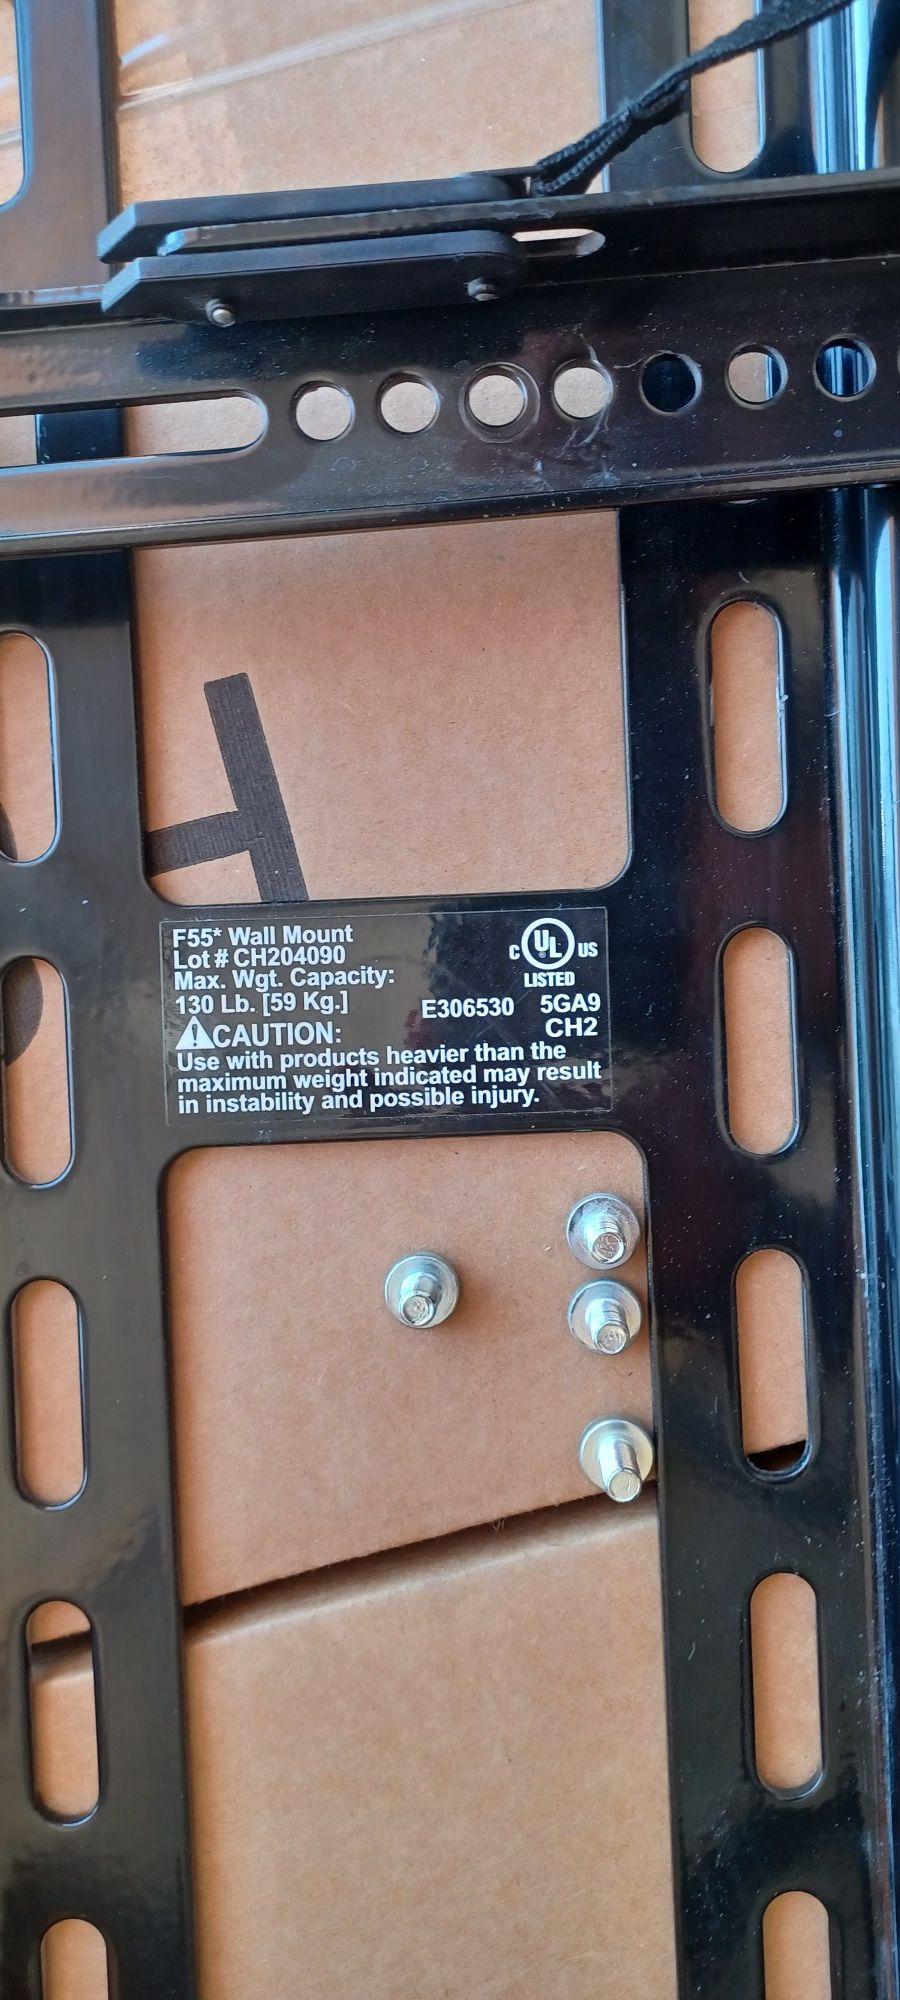 F55* Wall Mount
Lot # CH204090
Max. Wgt. Capacity:
130 Lb. [59 Kg.]
C UL US
LISTED
E306530 5GA9
CH2
CAUTION:
Use with products heavier than the
maximum weight indicated may result
in instability and possible injury.